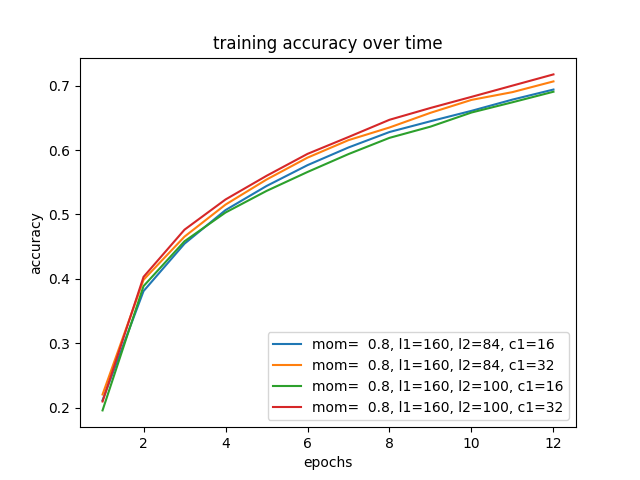 training accuracy over time
accuracy
0.7
0.6
0.5
0.4
0.3
0.2
mom=  0.8, l1=160, l2=84, c1=16
mom=  0.8, l1=160, l2=84, c1=32
mom=  0.8, l1=160, l2=100, c1=16
mom=  0.8, l1=160, l2=100, c1=32
2 4 6 8 10 12
epochs